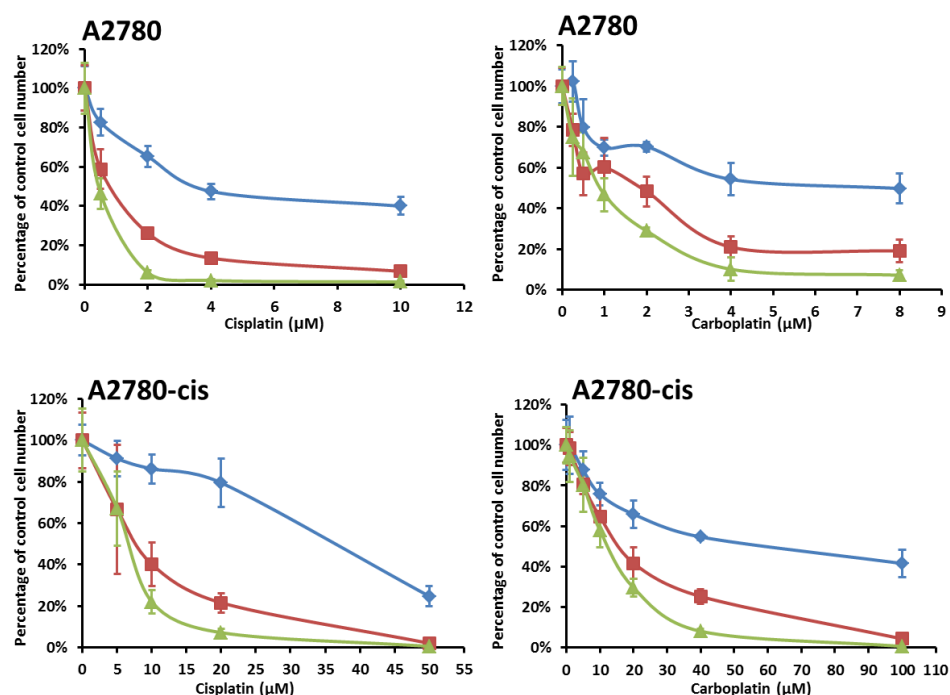 A2780
Percentage of control cell number
120%
100%
80%
60%
40%
20%
0%
0 2 4 6 8 10 12
Cisplatin (µM)
A2780
Percentage of control cell number
120%
100%
80%
60%
40%
20%
0%
0 1 2 3 4 5 6 7 8 9
Carboplatin (µM)
A2780-cis
Percentage of control cell number
120%
100%
80%
60%
40%
20%
0%
0 5 10 15 20 25 30 35 40 45 50 55
Cisplatin (µM)
A2780-cis
Percentage of control cell number
120%
100%
80%
60%
40%
20%
0%
0 10 20 30 40 50 60 70 80 90 100 110
Carboplatin (µM)